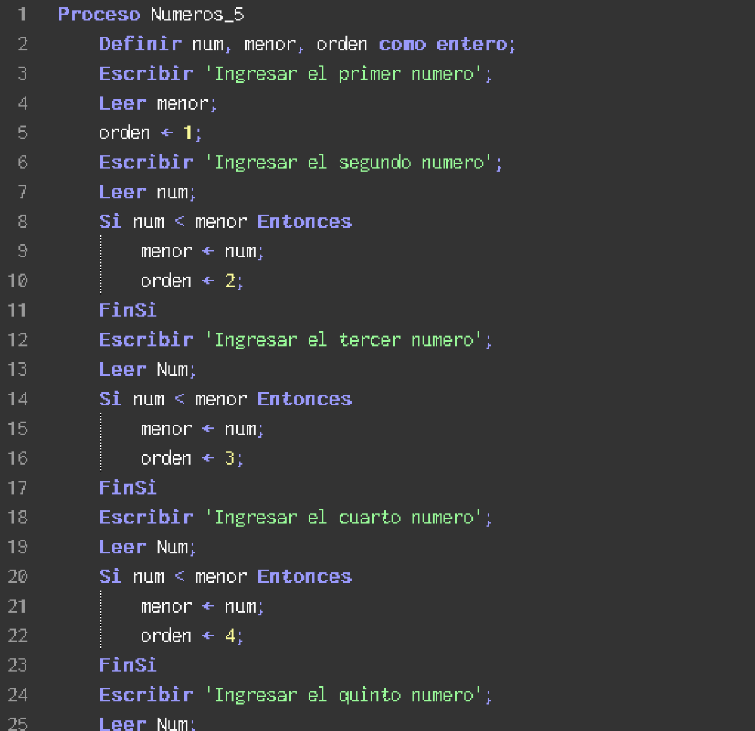 1 Proceso Numeros_5
2 Definir num, menor, orden como entero;
3 Escribir 'Ingresar el primer numero';
4 Leer menor;
5 orden ← 1;
6 Escribir 'Ingresar el segundo numero';
7 Leer num;
8 Si num < menor Entonces
9 menor ← num;
10 orden ← 2;
11 FinSi
12 Escribir 'Ingresar el tercer numero';
13 Leer Num;
14 Si num < menor Entonces
15 menor ← num;
16 orden ← 3;
17 FinSi
18 Escribir 'Ingresar el cuarto numero';
19 Leer Num;
20 Si num < menor Entonces
21 menor ← num;
22 orden ← 4;
23 FinSi
24 Escribir 'Ingresar el quinto numero';
25 Leer Num;